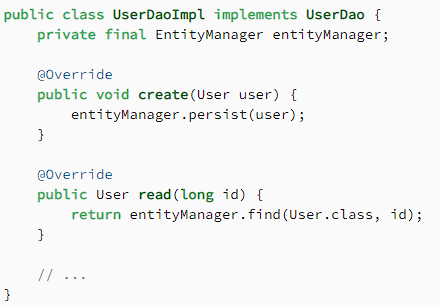 public class UserDaoImpl implements UserDao {
    private final EntityManager entityManager;

    @Override
    public void create(User user) {
        entityManager.persist(user);
    }

    @Override
    public User read(long id) {
        return entityManager.find(User.class, id);
    }

    // ...
}